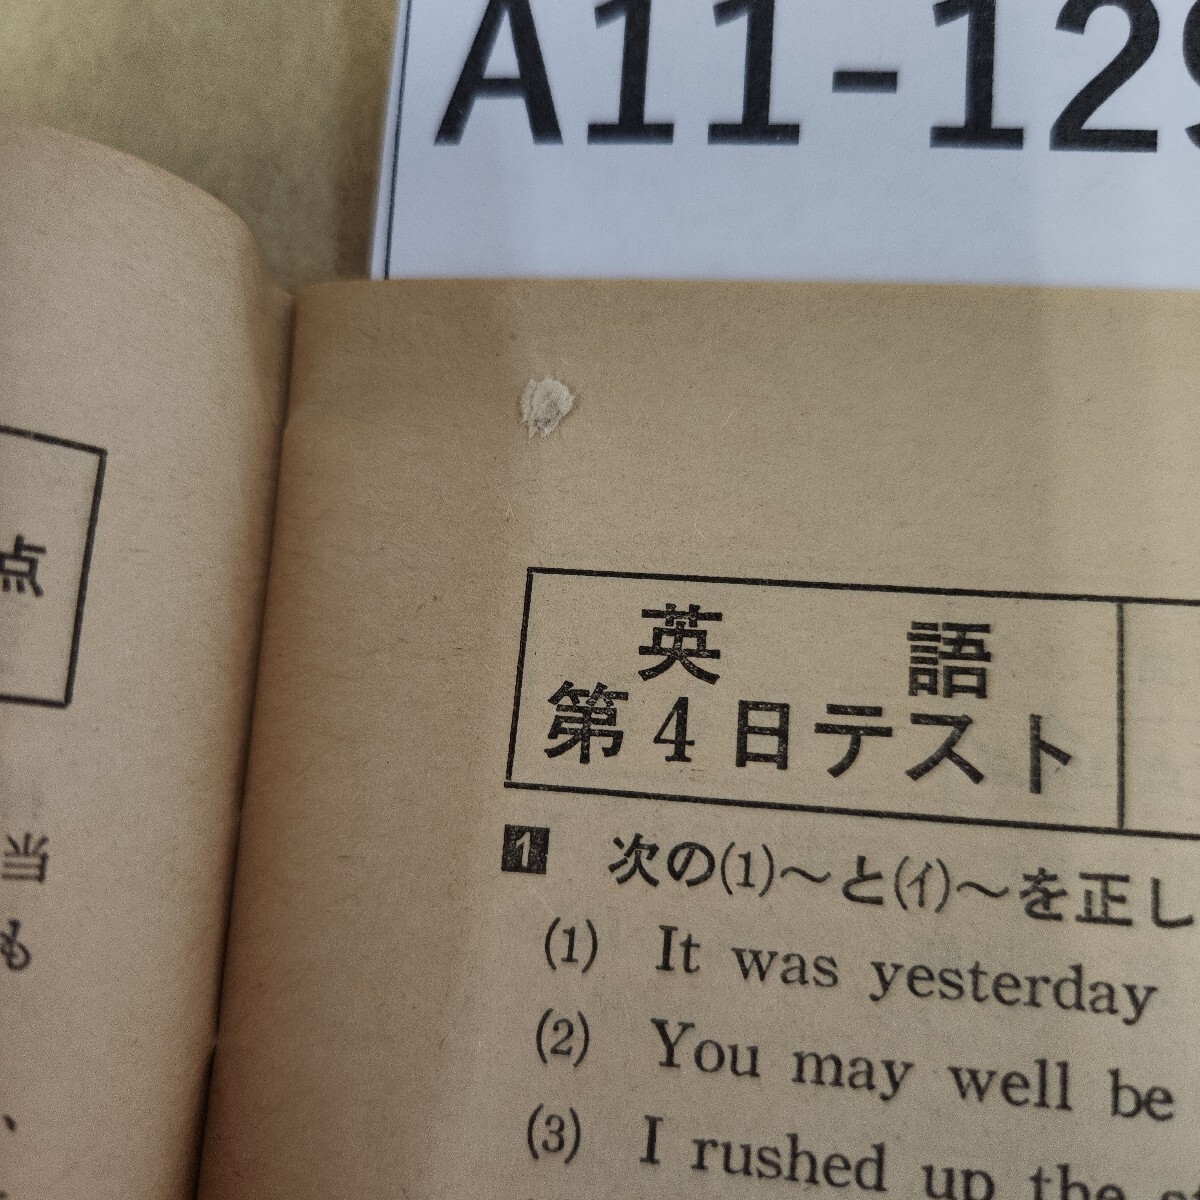 A11-129
点
当
も
英 語
第4日テスト
1 次の(1)～と(イ)～を正し
(1) It was yesterday
(2) You may well be
(3) I rushed up the